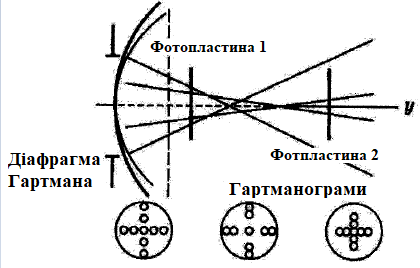 Фотопластина 1
y
Діафрагма
Гартмана
Фотопластина 2
Гартманограми